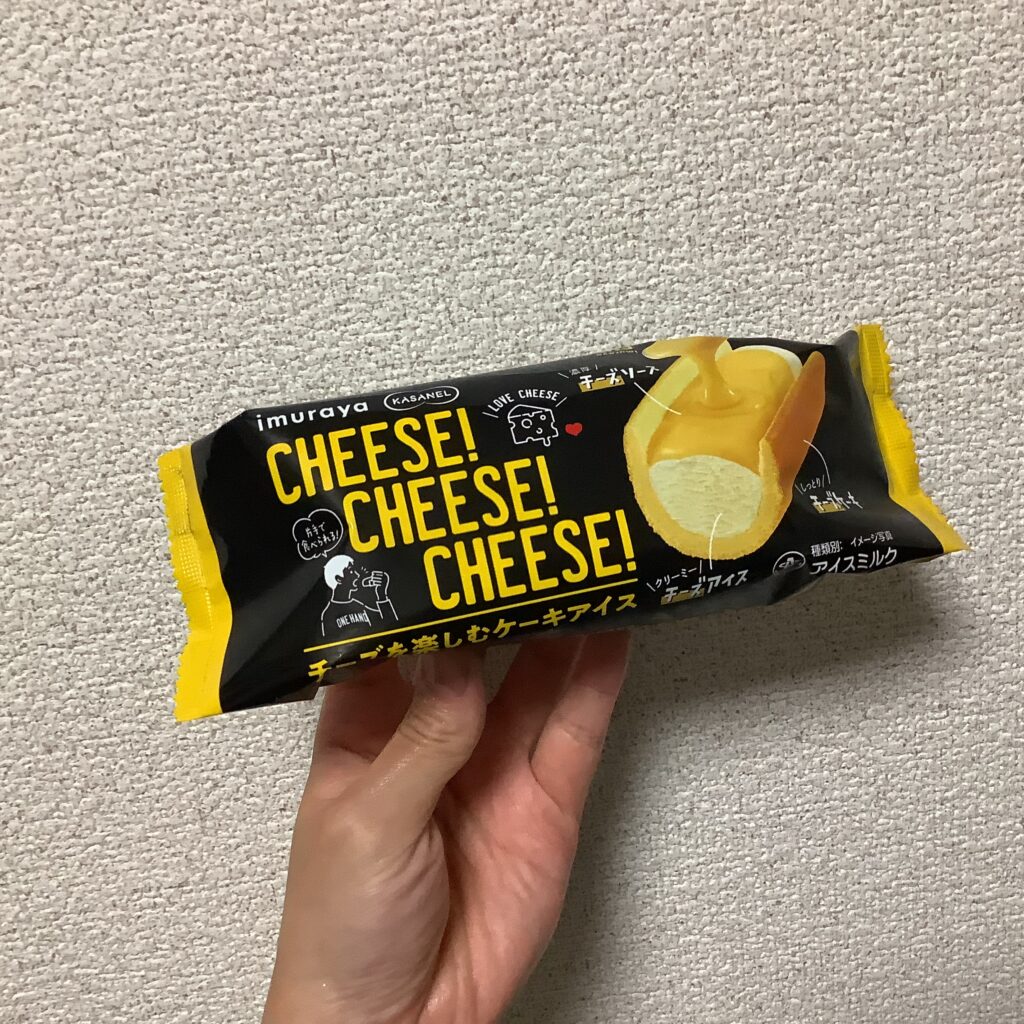 imuraya
KASANEL
CHEESE!
CHEESE!
CHEESE!
LOVE CHEESE
片手で
食べられる!
ONE HAND
チーズを楽しむケーキアイス
濃厚
チーズソース
しっとり
チーズケーキ
クリーミー
チーズアイス
種類別: イメージ写真
アイスミルク